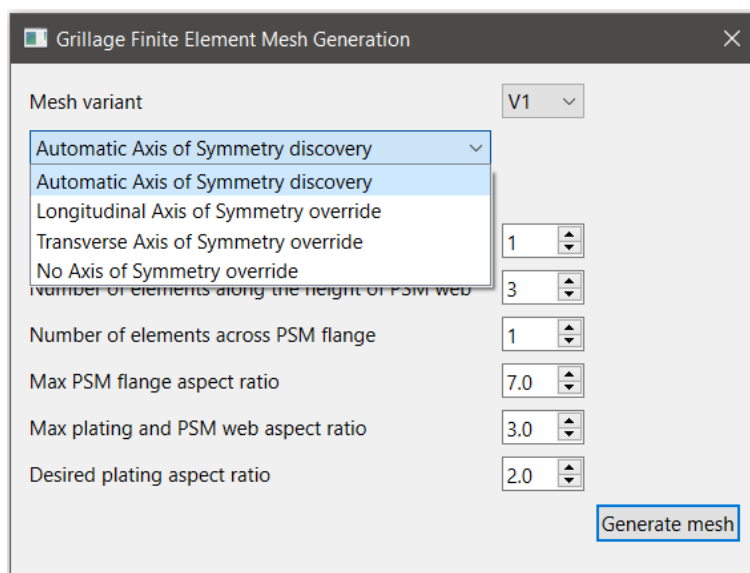 Grillage Finite Element Mesh Generation
Mesh variant V1
Automatic Axis of Symmetry discovery
Automatic Axis of Symmetry discovery
Longitudinal Axis of Symmetry override
Transverse Axis of Symmetry override
1
No Axis of Symmetry override
Number of elements along the height of PSM web 3
Number of elements across PSM flange 1
Max PSM flange aspect ratio 7.0
Max plating and PSM web aspect ratio 3.0
Desired plating aspect ratio 2.0
Generate mesh